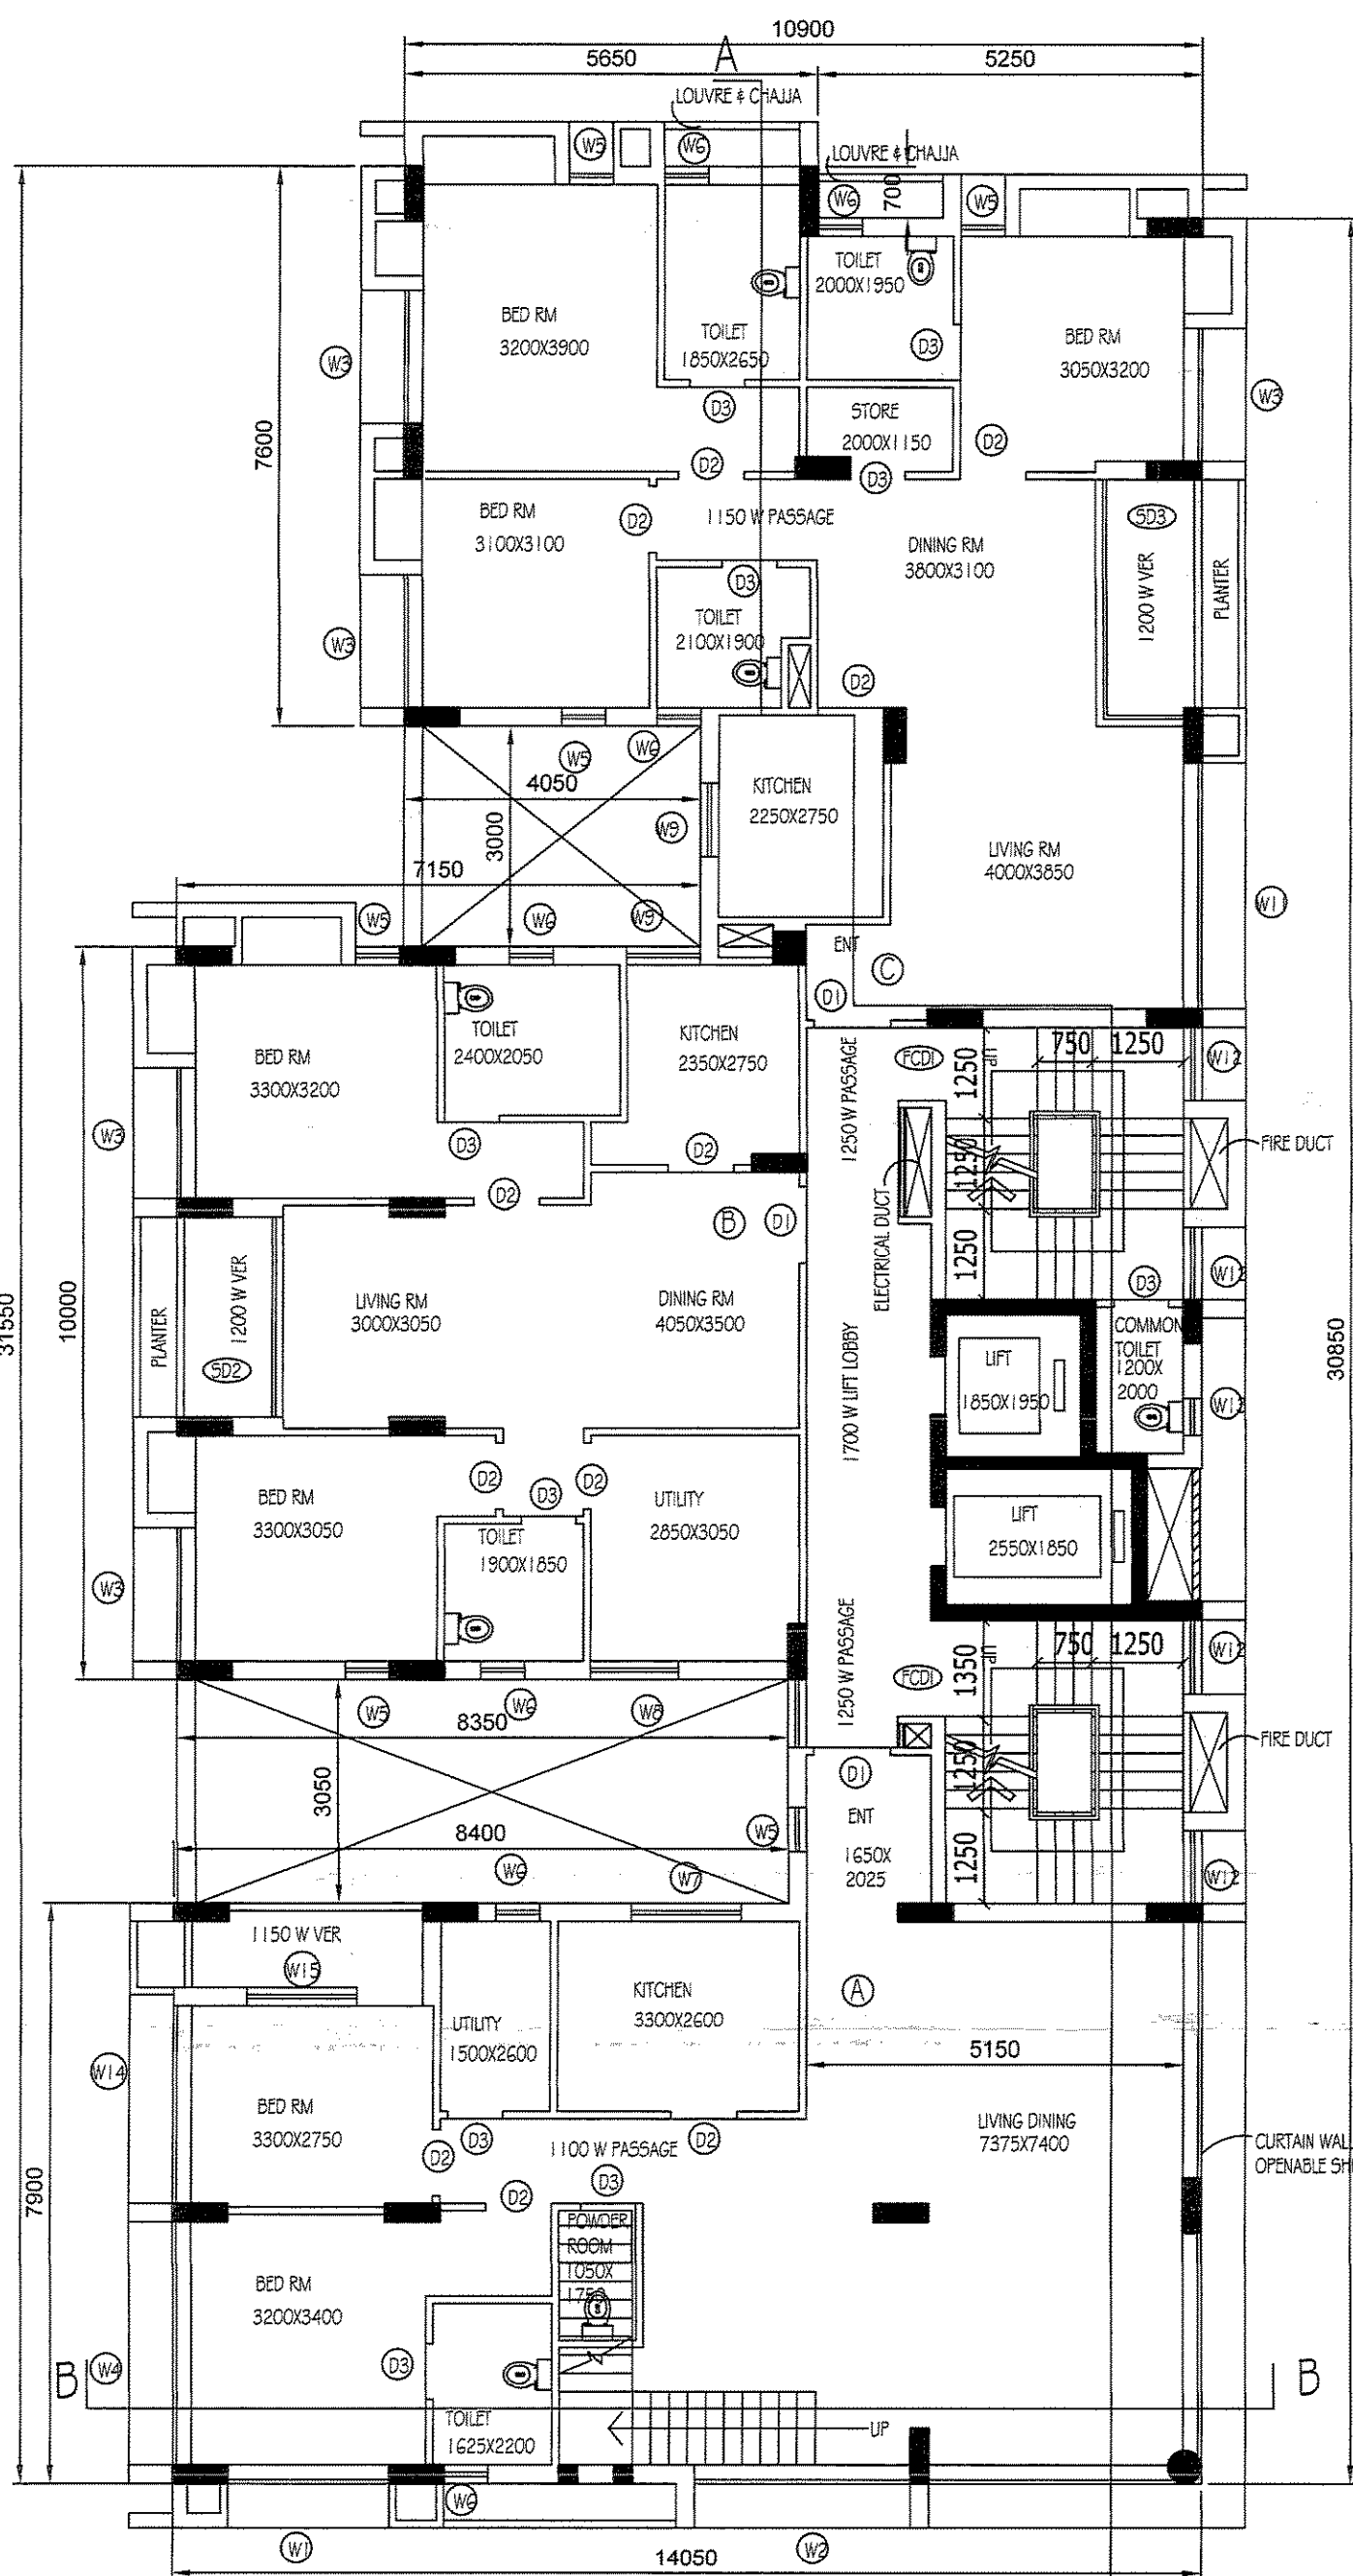 10900
5650
A
5250
LOUVRE & CHAJJA
W5
W6
LOUVRE & CHAJJA
W6
700
W5
TOILET
2000X1950
BED RM
3200X3900
TOILET
1850X2650
D3
BED RM
3050X3200
W3
W3
D3
STORE
2000X1150
7600
D2
D2
D3
BED RM
3100X3100
D2
1150 W PASSAGE
SD3
DINING RM
3800X3100
D3
1200 W VER
PLANTER
TOILET
2100X1900
W3
D2
W6
W5
4050
KITCHEN
2250X2750
W9
3000
LIVING RM
4000X3850
7150
W1
W5
W6
W9
ENT
C
D1
BED RM
3300X3200
TOILET
2400X2050
KITCHEN
2350X2750
1250 W PASSAGE
FCD1
1250
UP
750
1250
W12
W3
D3
D2
1250
FIRE DUCT
D2
B
D1
ELECTRICAL DUCT
1250
W12
D3
31550
10000
PLANTER
1200 W VER
SD2
LIVING RM
3000X3050
DINING RM
4050X3500
COMMON
TOILET
1200X
2000
LIFT
1850X1950
30850
1700 W LIFT LOBBY
W13
D2
D3
D2
BED RM
3300X3050
UTILITY
2850X3050
TOILET
1900X1850
LIFT
2550X1850
W3
1250 W PASSAGE
FCD1
1350
UP
750
1250
W12
W5
W6
W8
8350
FIRE DUCT
3050
D1
1250
ENT
1650X
2025
8400
W5
W6
W7
1250
W12
1150 W VER
W15
KITCHEN
3300X2600
A
UTILITY
1500X2600
5150
W14
BED RM
3300X2750
D2
D3
1100 W PASSAGE
D2
LIVING DINING
7375X7400
CURTAIN WAL
OPENABLE SH
7900
D2
D3
POWDER
ROOM
1050X
BED RM
3200X3400
B
W4
D3
B
TOILET
1625X2200
UP
W6
W1
W2
14050